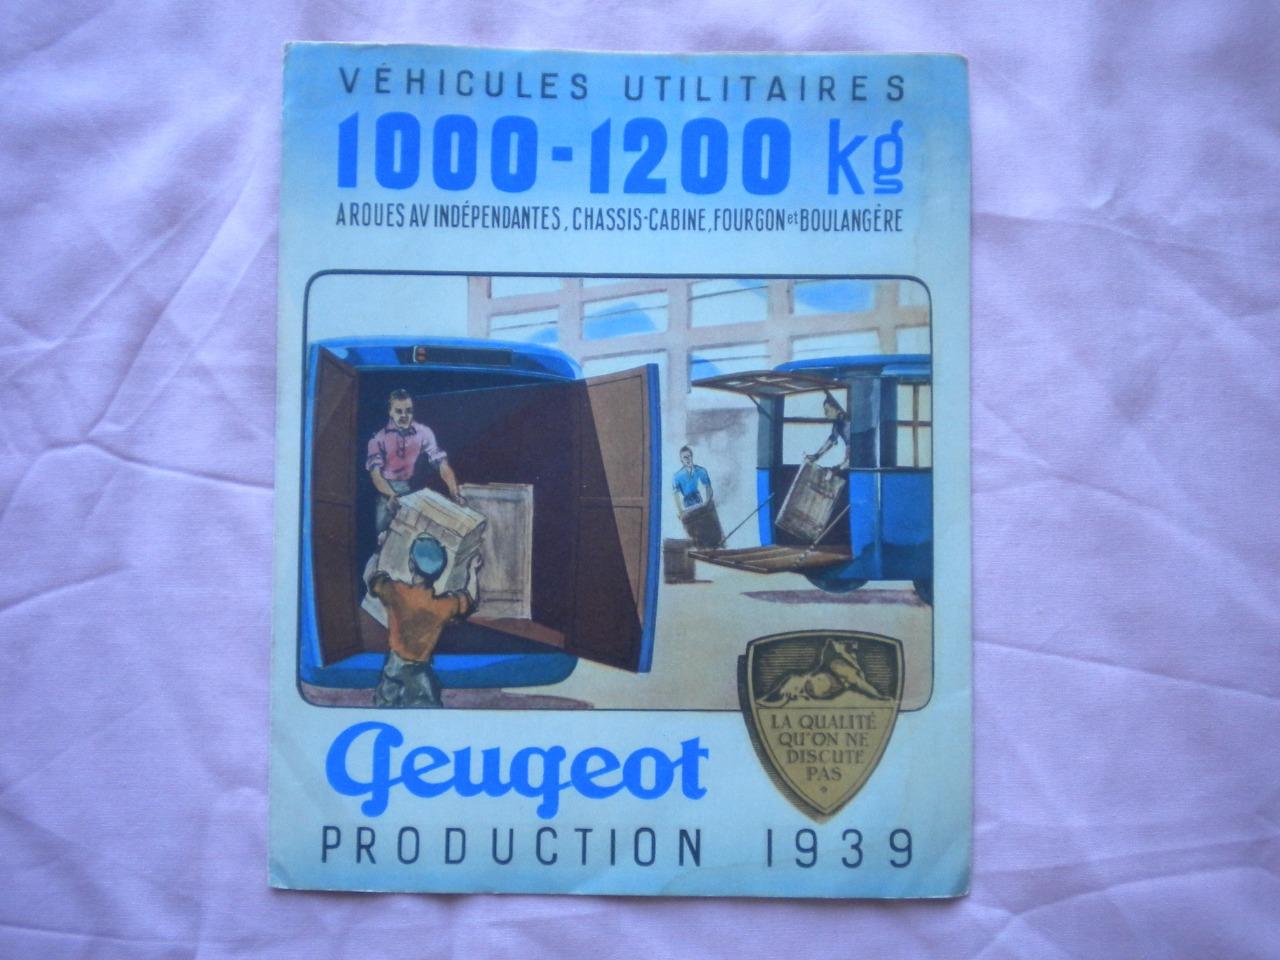 VÉHICULES UTILITAIRES
1000-1200 kg
A ROUES AV INDÉPENDANTES, CHASSIS-CABINE, FOURGON et BOULANGÈRE
LA QUALITÉ
QU'ON NE
DISCUTE
PAS
Peugeot
PRODUCTION 1939